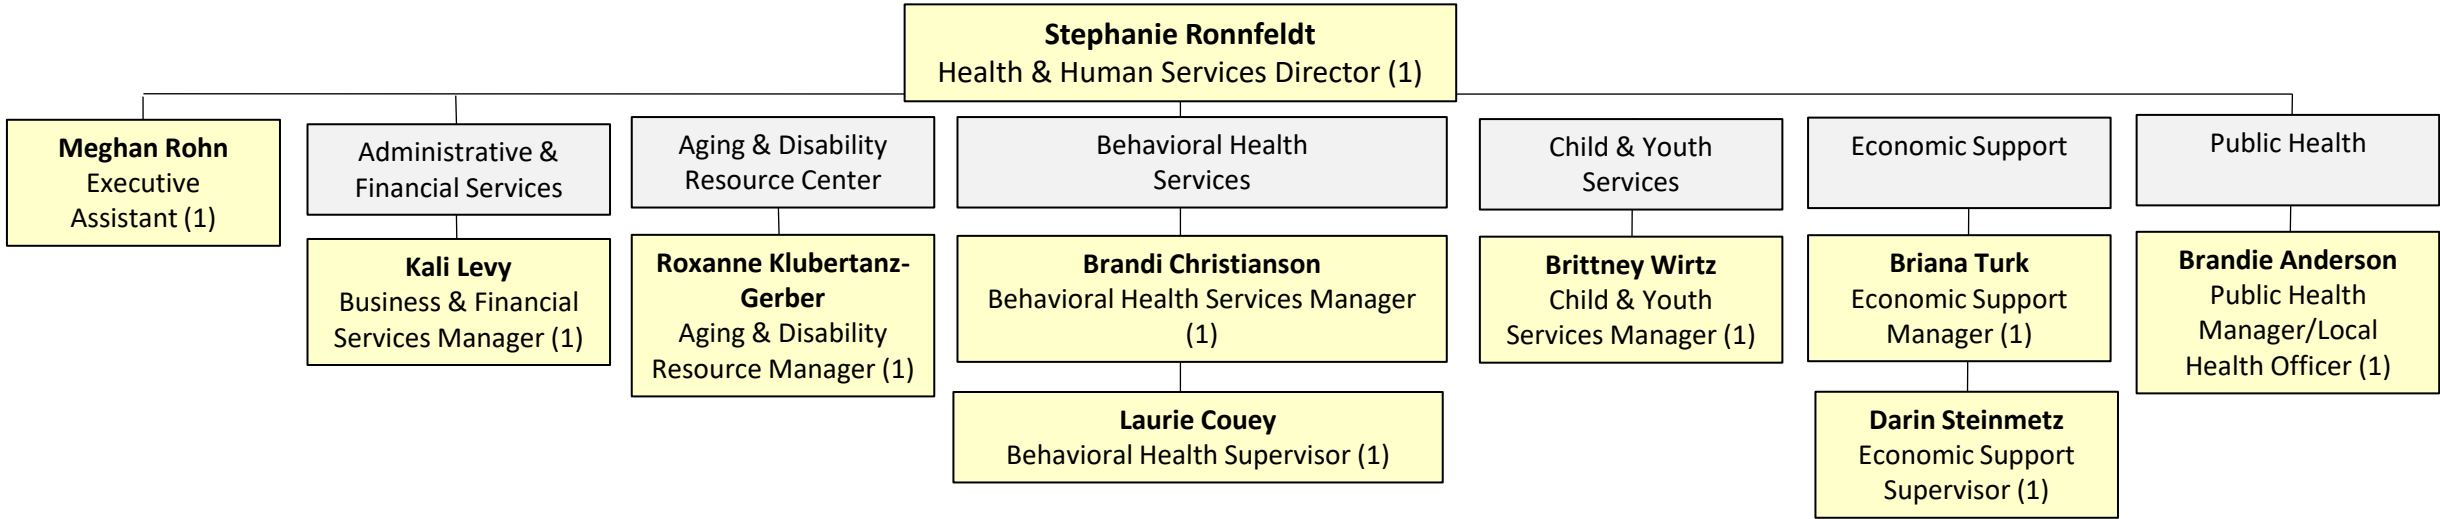 Stephanie Ronnfeldt
Health & Human Services Director (1)
Meghan Rohn
Executive
Assistant (1)
Administrative &
Financial Services
Kali Levy
Business & Financial
Services Manager (1)
Aging & Disability
Resource Center
Roxanne Klubertanz-
Gerber
Aging & Disability
Resource Manager (1)
Behavioral Health
Services
Brandi Christianson
Behavioral Health Services Manager
(1)
Laurie Couey
Behavioral Health Supervisor (1)
Child & Youth
Services
Brittney Wirtz
Child & Youth
Services Manager (1)
Economic Support
Briana Turk
Economic Support
Manager (1)
Darin Steinmetz
Economic Support
Supervisor (1)
Public Health
Brandie Anderson
Public Health
Manager/Local
Health Officer (1)